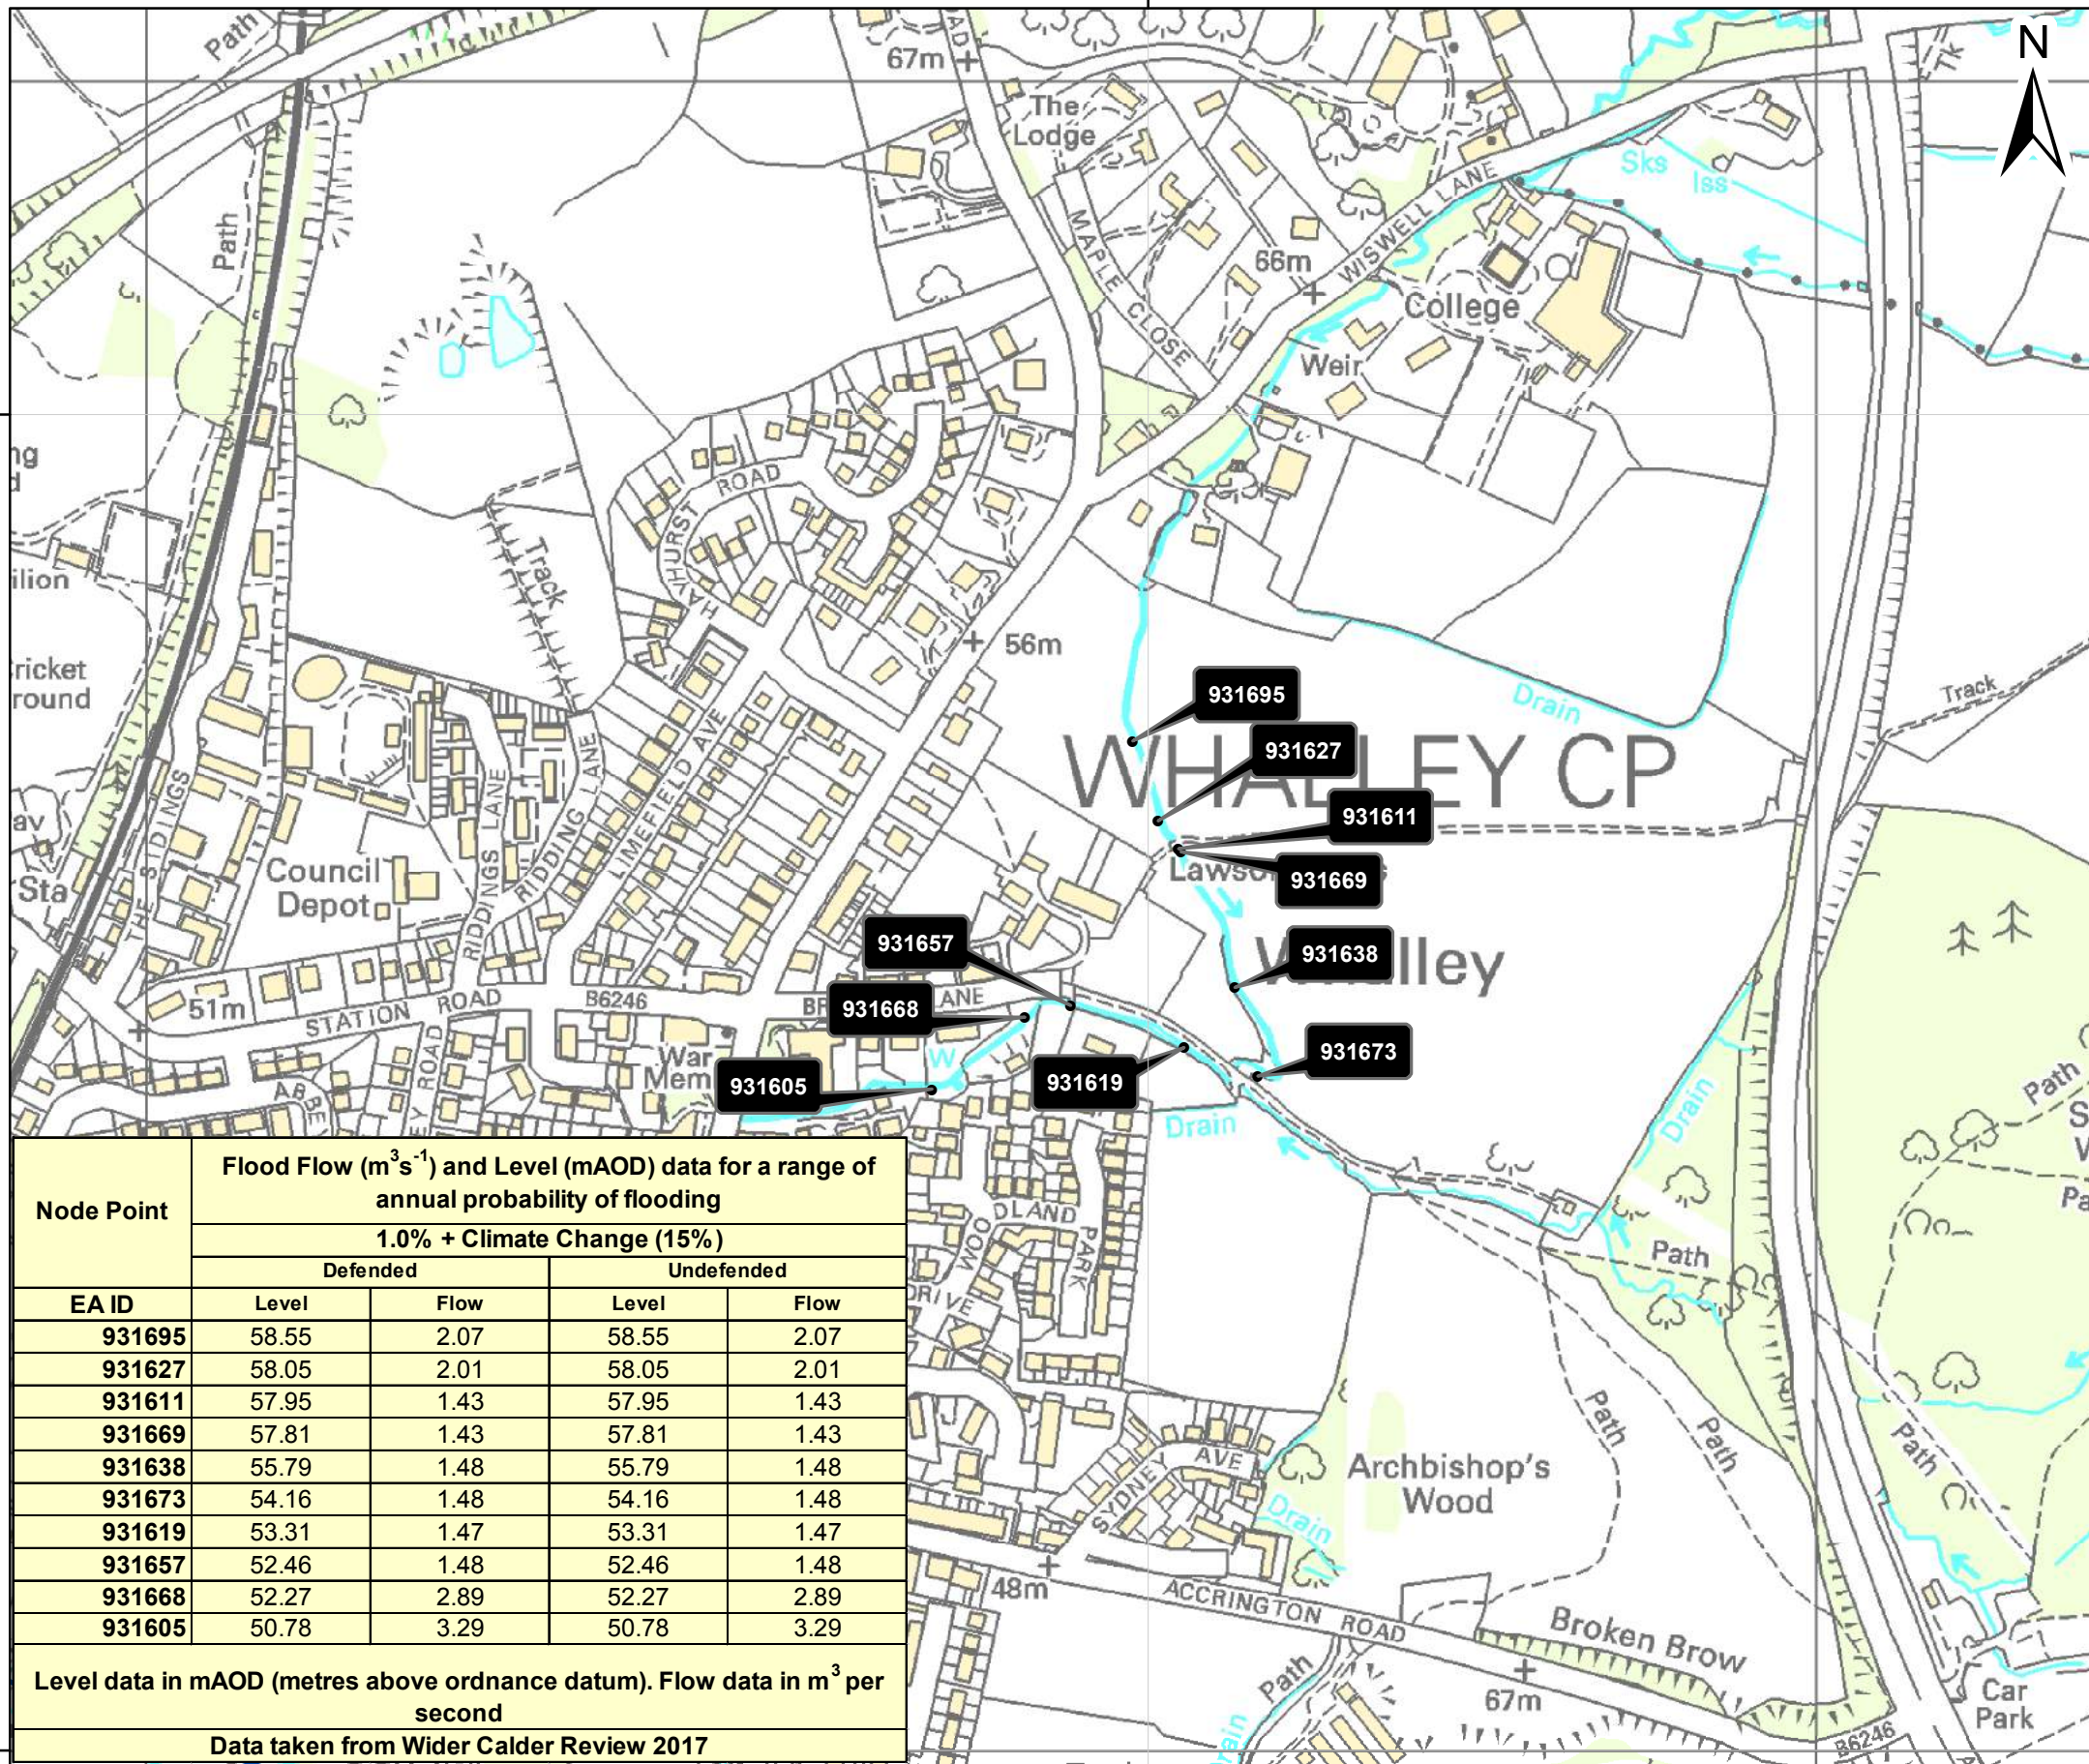 Path
ROAD
67m
N
Tk
The
Lodge
Sks
Iss
Path
MAPLE CLOSE
WISWELL LANE
66m
College
Weir
HAYHURST ROAD
Track
56m
Drain
Track
931695
WHALLEY CP
931627
931611
931669
THE RIDINGS
Council
Depot
RIDDINGS LANE
RIDDING LANE
LIMEFIELD AVE
Sta
931657
931638
931668
LANE
51m
STATION ROAD
B6246
War
Mem
W
931605
931619
931673
Drain
Drain
Path
Path
WOODLAND
PARK
DRIVE
Path
Path
Path
SYDNEY AVE
Archbishop's
Wood
Drain
48m
ACCRINGTON ROAD
Broken Brow
67m
Path
Car
Park
B6246
Node Point
Flood Flow (m³s⁻¹) and Level (mAOD) data for a range of
annual probability of flooding
1.0% + Climate Change (15%)
Defended Undefended
EA ID Level Flow Level Flow
931695 58.55 2.07 58.55 2.07
931627 58.05 2.01 58.05 2.01
931611 57.95 1.43 57.95 1.43
931669 57.81 1.43 57.81 1.43
931638 55.79 1.48 55.79 1.48
931673 54.16 1.48 54.16 1.48
931619 53.31 1.47 53.31 1.47
931657 52.46 1.48 52.46 1.48
931668 52.27 2.89 52.27 2.89
931605 50.78 3.29 50.78 3.29
Level data in mAOD (metres above ordnance datum). Flow data in m³ per
second
Data taken from Wider Calder Review 2017